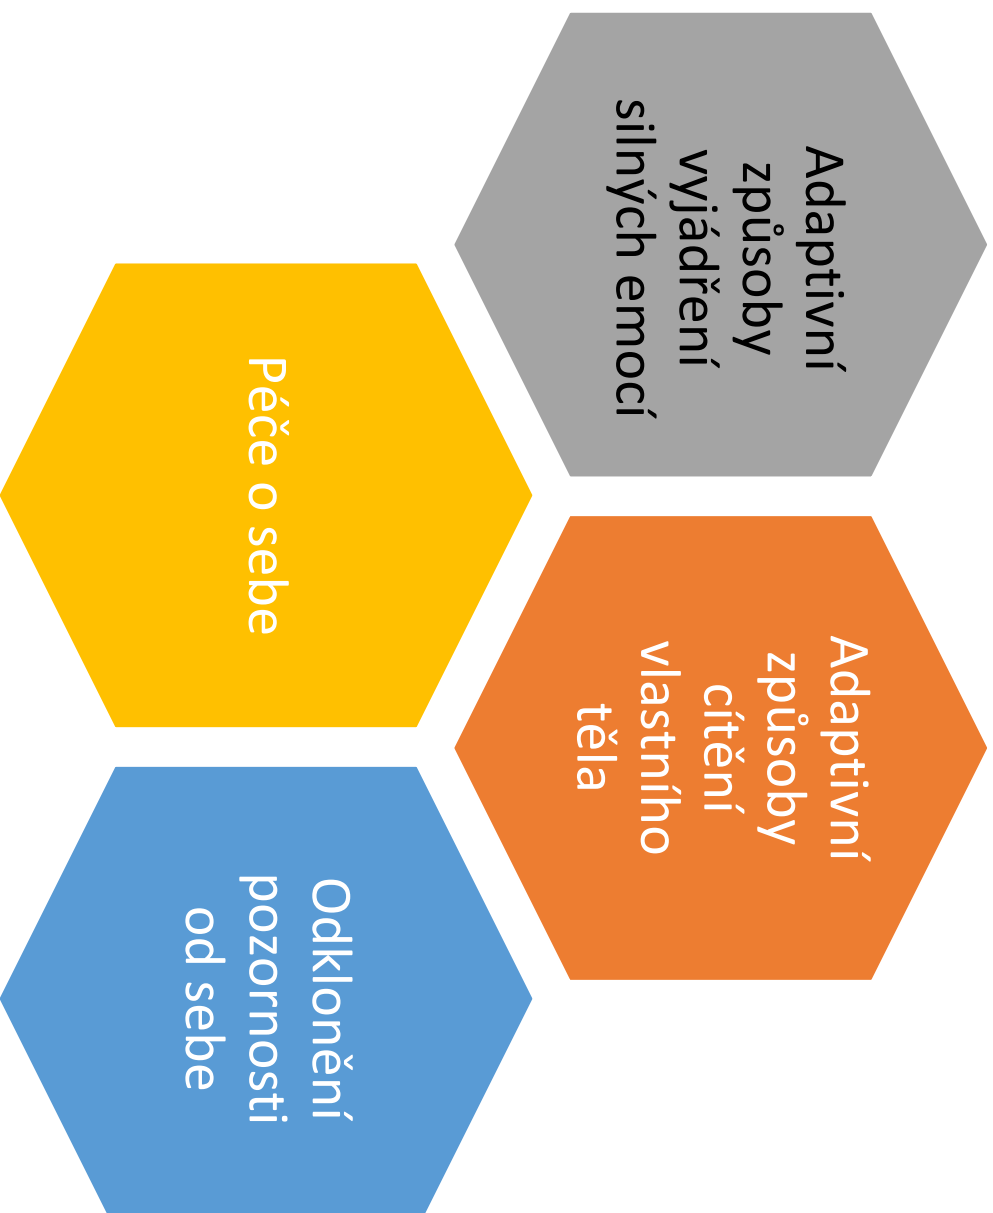 Adaptivní
způsoby
vyjádření
silných emocí
Adaptivní
způsoby
cítění
vlastního
těla
Péče o sebe
Odklonění
pozornosti
od sebe